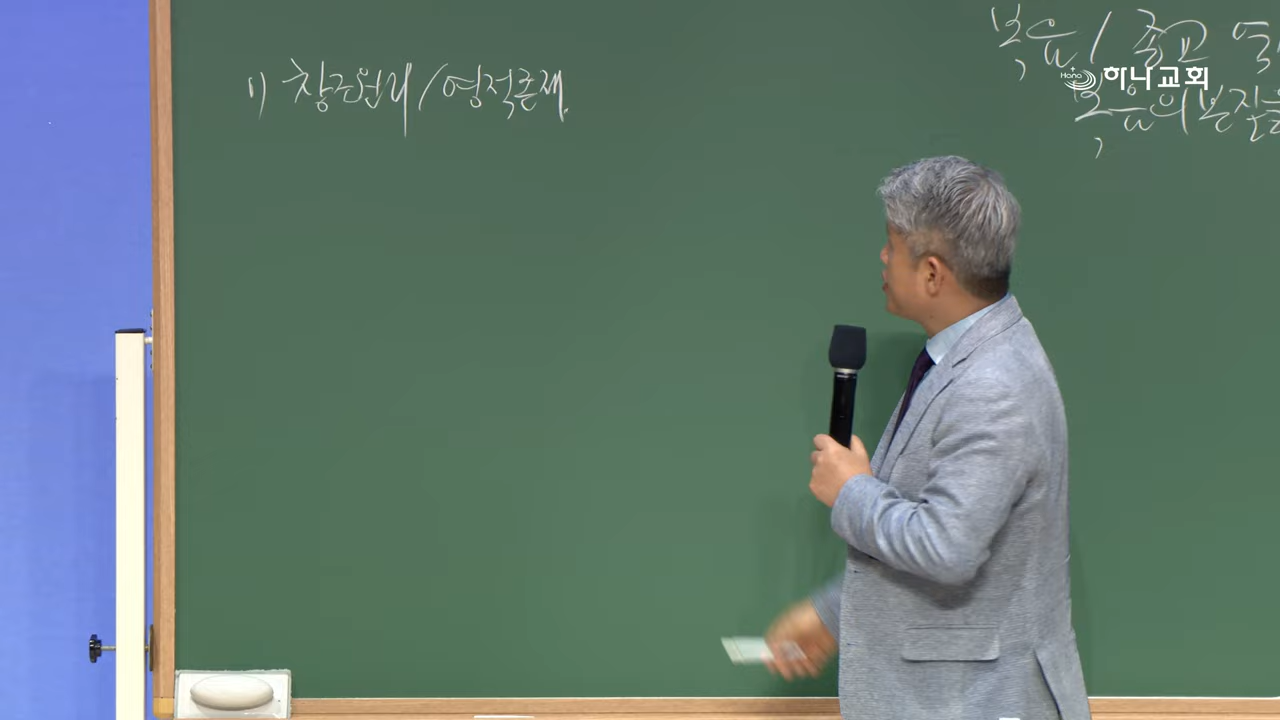 1) 창조원리/영적존재.
복음/종교
하나교회
복음의 본질